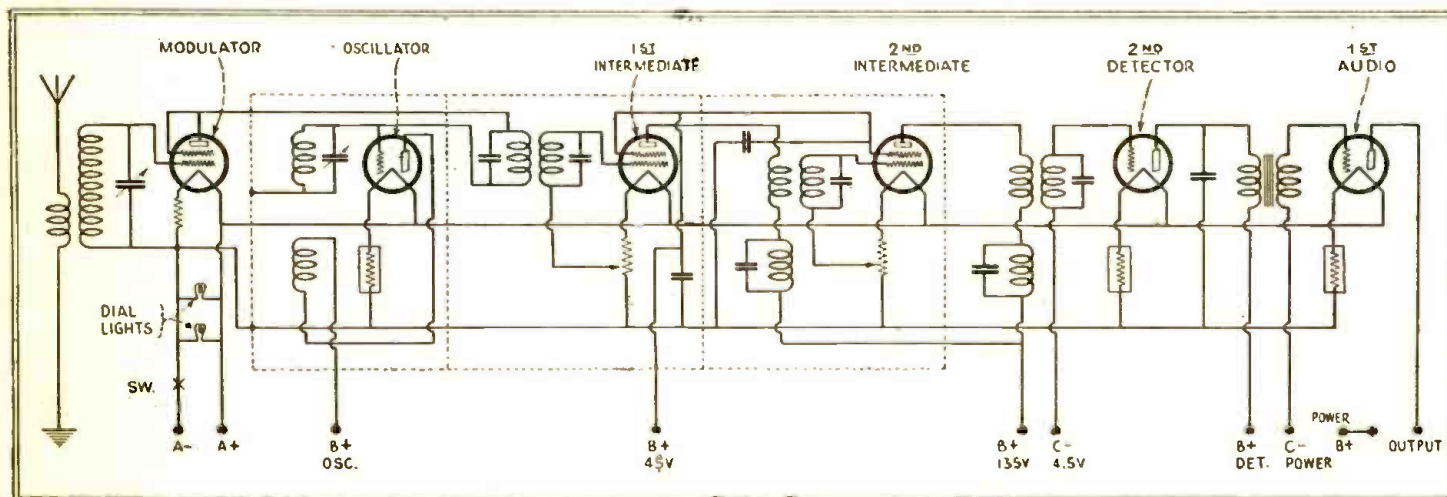 MODULATOR
OSCILLATOR
1ST
INTERMEDIATE
2ND
INTERMEDIATE
2ND
DETECTOR
1ST
AUDIO
DIAL
LIGHTS
SW.
A-
A+
B+
OSC.
B+
45V
B+
135V
C-
4.5V
B+
DET.
C-
POWER
POWER
B+
OUTPUT